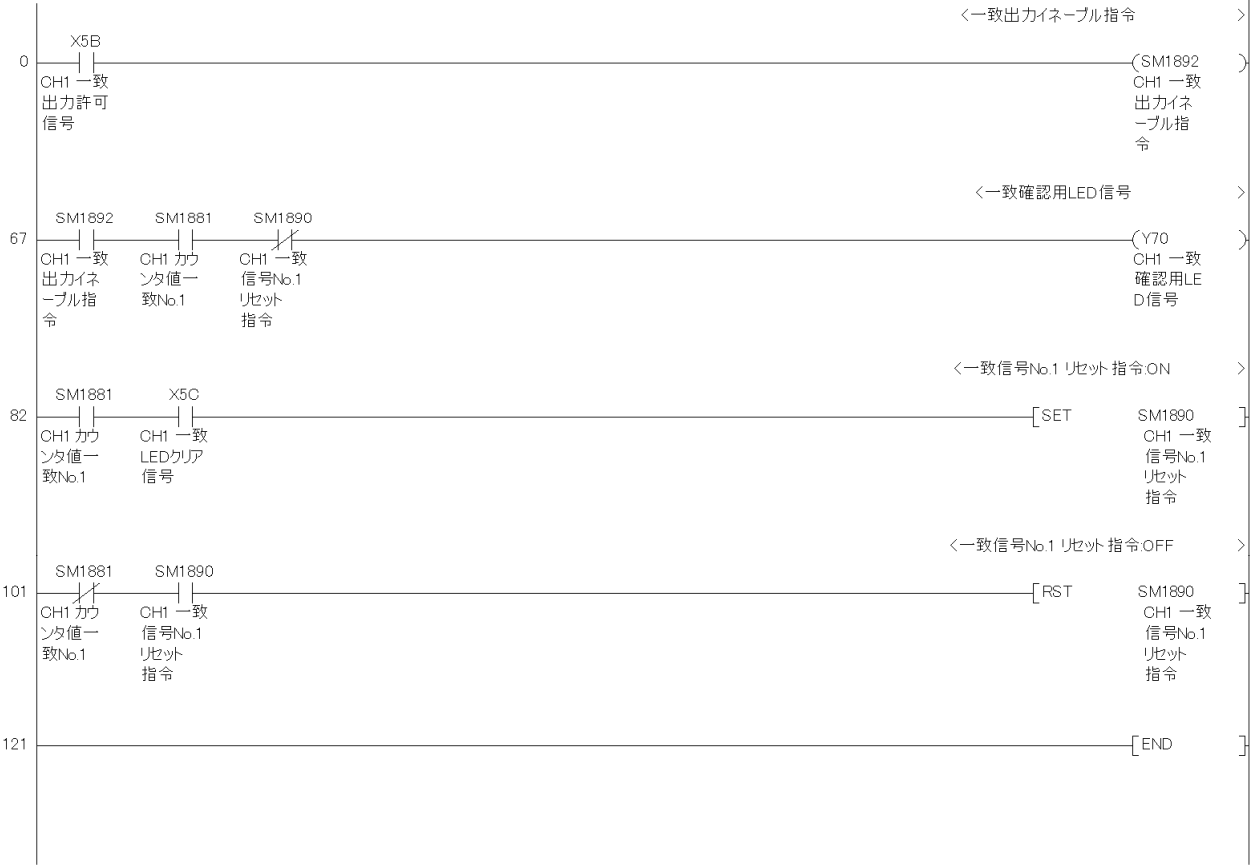 <一致出力イネーブル指令 >
X5B
0 (SM1892 )
CH1 一致 CH1 一致
出力許可 出力イネ
信号 ーブル指
令
<一致確認用LED信号 >
SM1892 SM1881 SM1890
67 (Y70 )
CH1 一致 CH1 カウ CH1 一致 CH1 一致
出力イネ ンタ値一 信号No.1 確認用LE
ーブル指 致No.1 リセット D信号
令 指令
<一致信号No.1 リセット 指令:ON >
SM1881 X5C
82 [SET SM1890 ]
CH1 カウ CH1 一致 CH1 一致
ンタ値一 LEDクリア 信号No.1
致No.1 信号 リセット
指令
<一致信号No.1 リセット 指令:OFF >
SM1881 SM1890
101 [RST SM1890 ]
CH1 カウ CH1 一致 CH1 一致
ンタ値一 信号No.1 信号No.1
致No.1 リセット リセット
指令 指令
121 [END ]